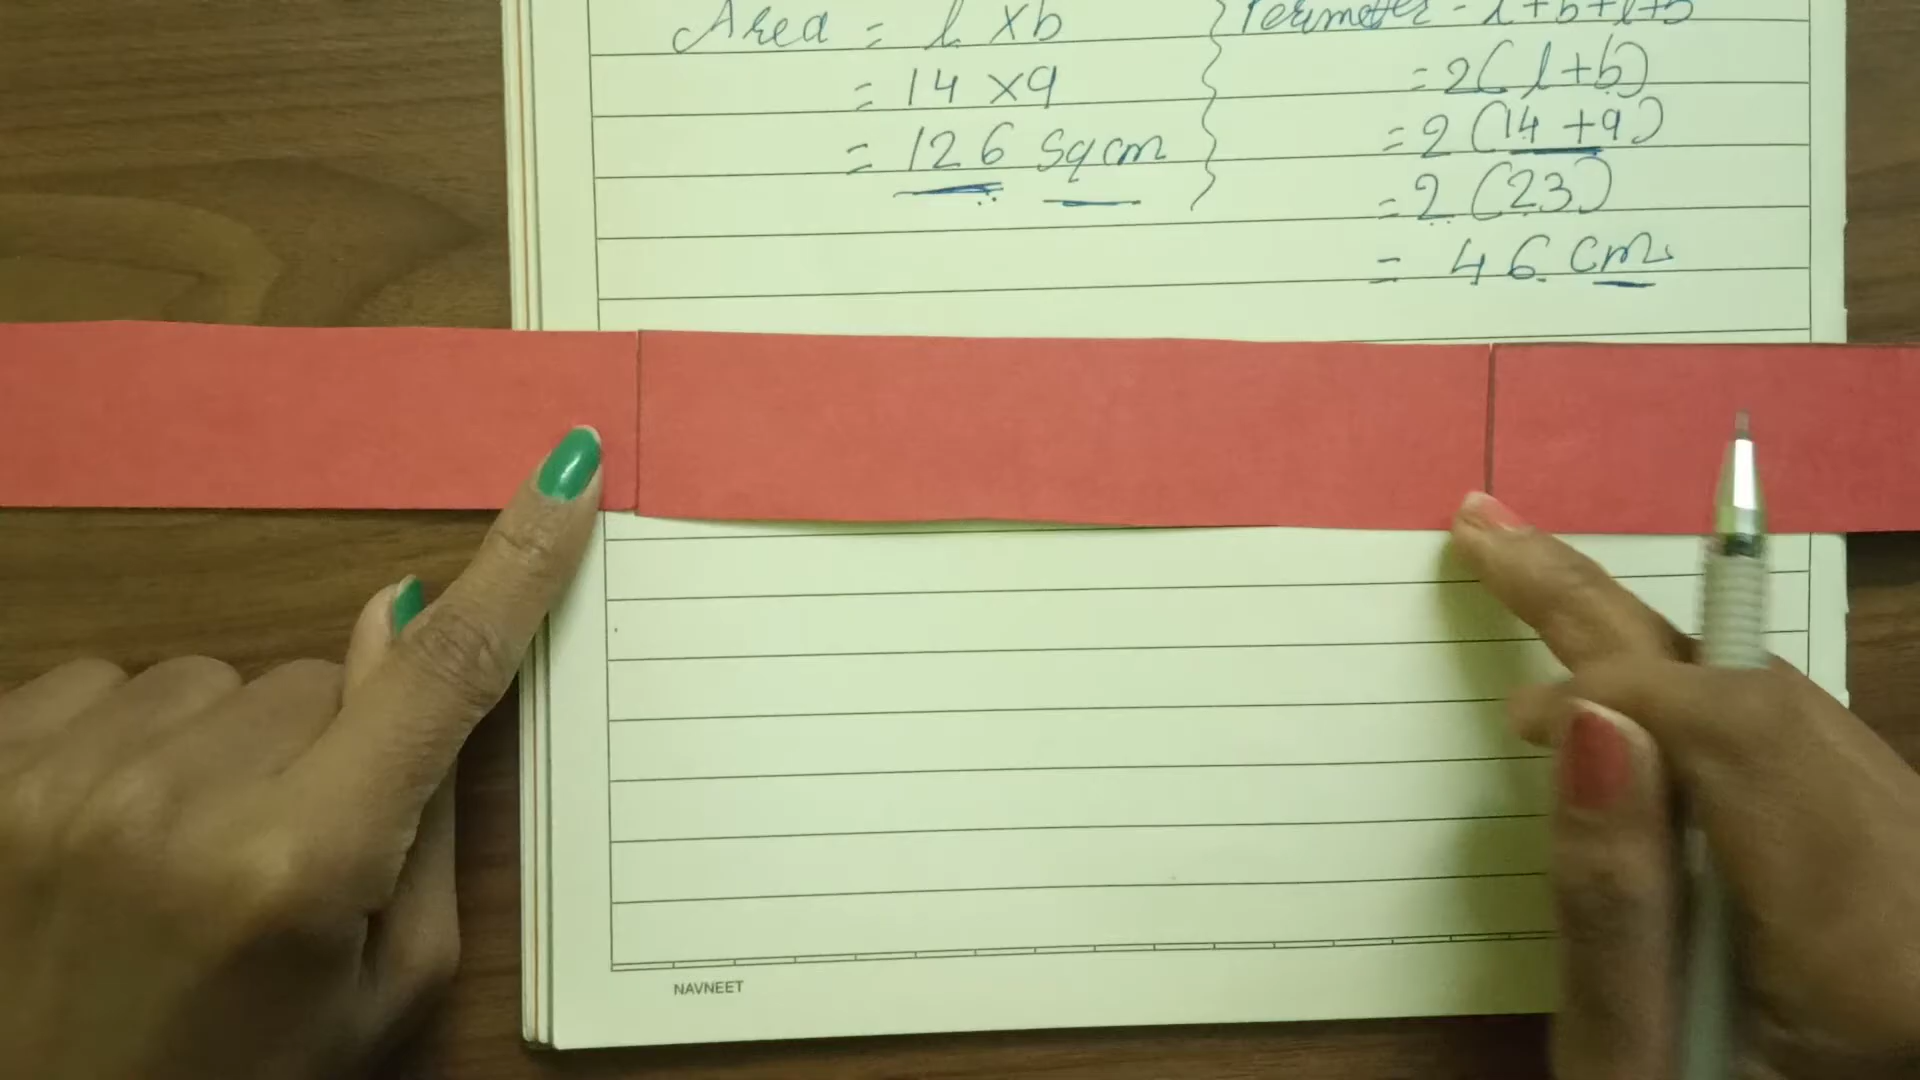 Area = l x b
= 14 x 9
= 126 sq cm
Perimeter = l+b+l+b
= 2(l+b)
= 2(14+9)
= 2(23)
= 46 cm
NAVNEET